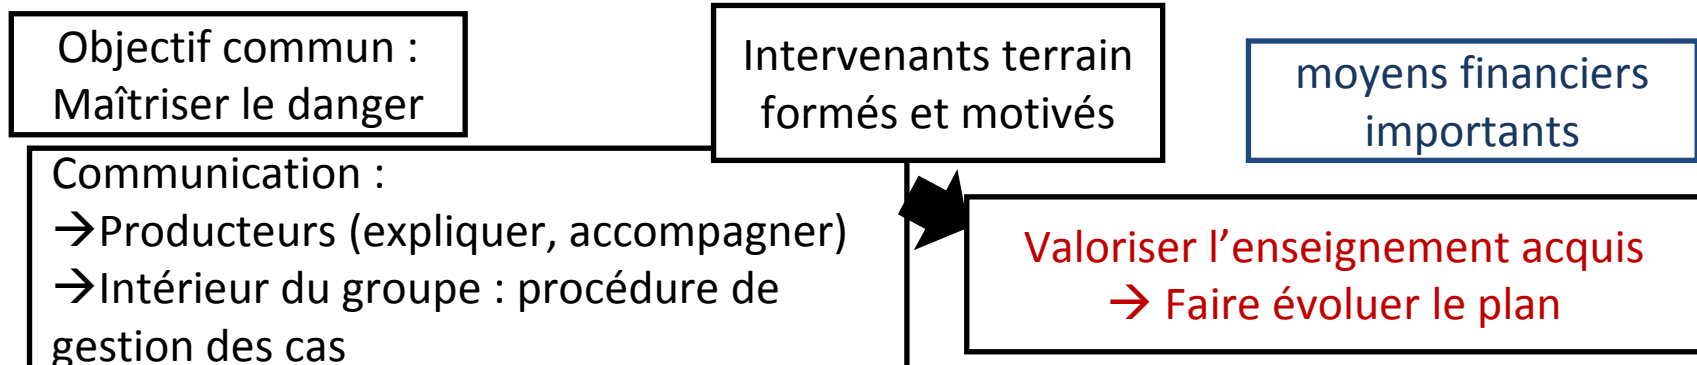 Objectif commun :
Maîtriser le danger
Intervenants terrain
formés et motivés
moyens financiers
importants
Communication :
→Producteurs (expliquer, accompagner)
→Intérieur du groupe : procédure de
gestion des cas
Valoriser l’enseignement acquis
→ Faire évoluer le plan